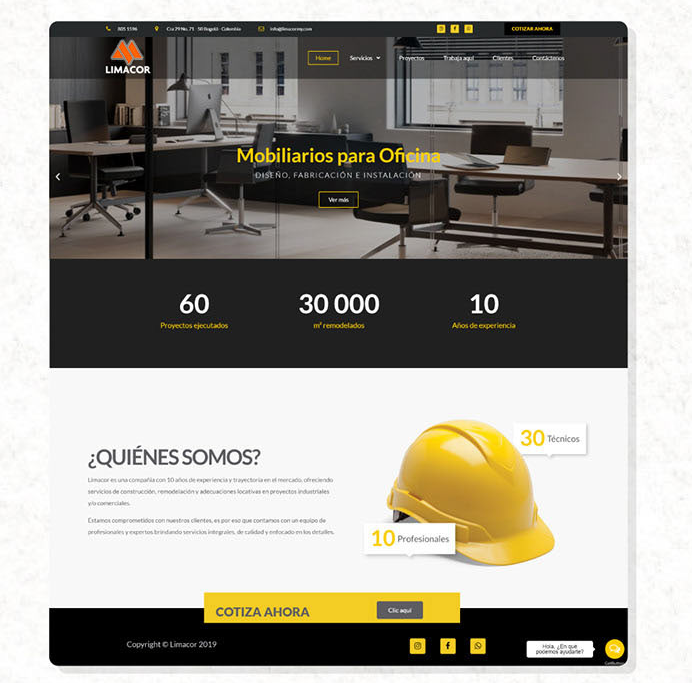 805 1596
Cra 29 No. 71 - 58 Bogotá - Colombia
info@limacormy.com
COTIZAR AHORA
LIMACOR
Home
Servicios
Proyectos
Trabaja aquí
Clientes
Contáctenos
Mobiliarios para Oficina
DISEÑO, FABRICACIÓN E INSTALACIÓN
Ver más
60
Proyectos ejecutados
30 000
m² remodelados
10
Años de experiencia
30 Técnicos
¿QUIÉNES SOMOS?
Limacor es una compañía con 10 años de experiencia y trayectoria en el mercado, ofreciendo
servicios de construcción, remodelación y adecuaciones locativas en proyectos industriales
y/o comerciales.
Estamos comprometidos con nuestros clientes, es por eso que contamos con un equipo de
profesionales y expertos brindando servicios integrales, de calidad y enfocado en los detalles.
10 Profesionales
COTIZA AHORA
Clic aquí
Copyright © Limacor 2019
Hola, ¿En qué
podemos ayudarle?